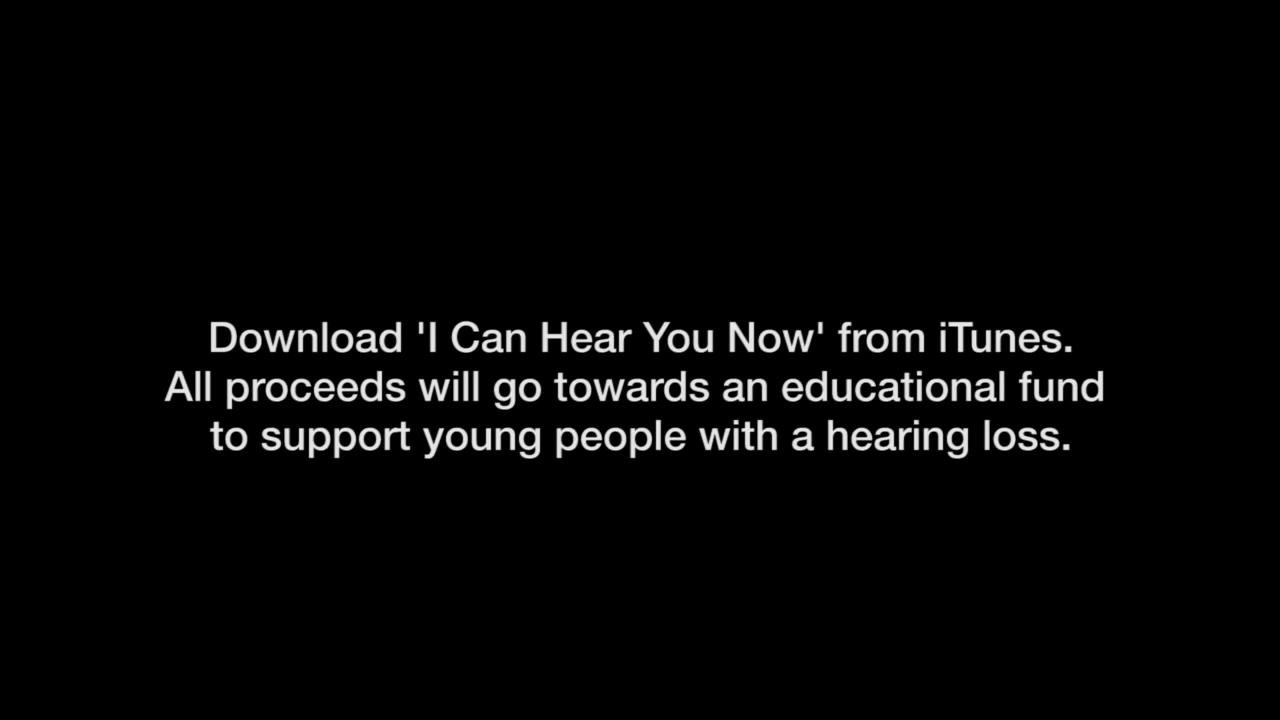 Download 'I Can Hear You Now' from iTunes.
All proceeds will go towards an educational fund
to support young people with a hearing loss.